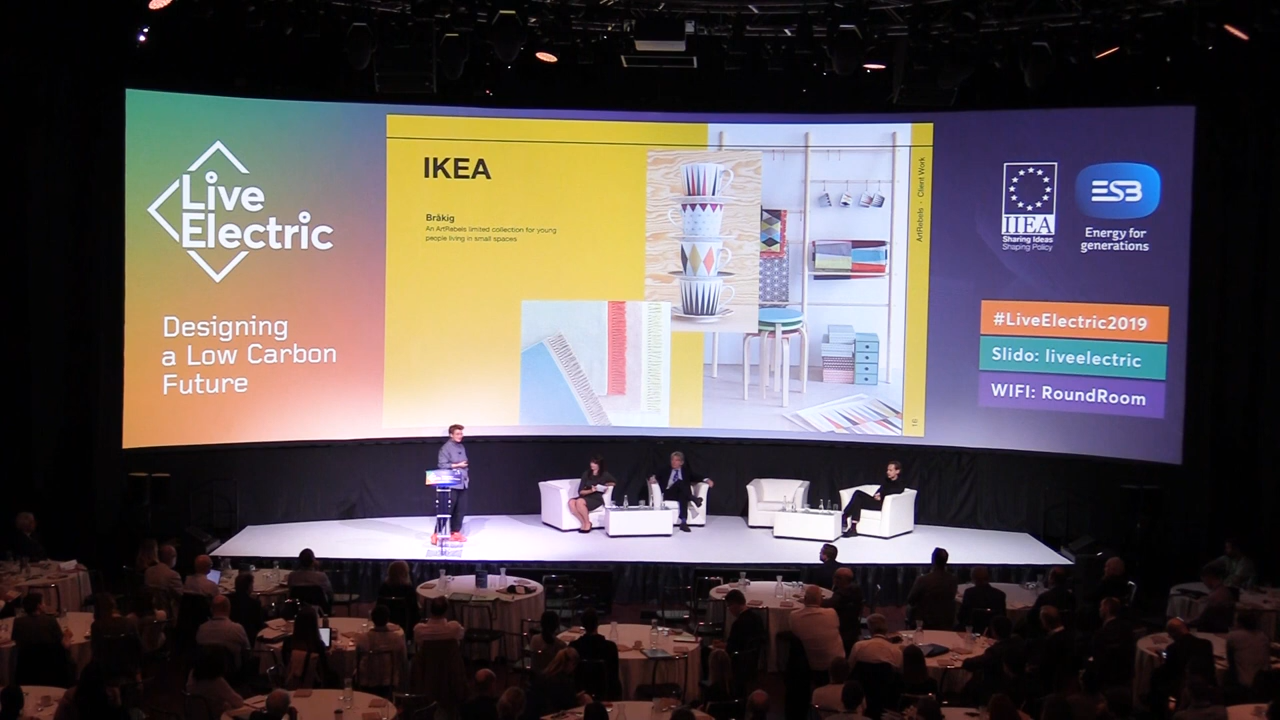 Live
Electric
Designing
a Low Carbon
Future
IKEA
Bråkig
An ArtRebels limited collection for young
people living in small spaces
ArtRebels - Client Work
16
IIEA
Sharing Ideas
Shaping Policy
ESB
Energy for
generations
#LiveElectric2019
Slido: liveelectric
WIFI: RoundRoom